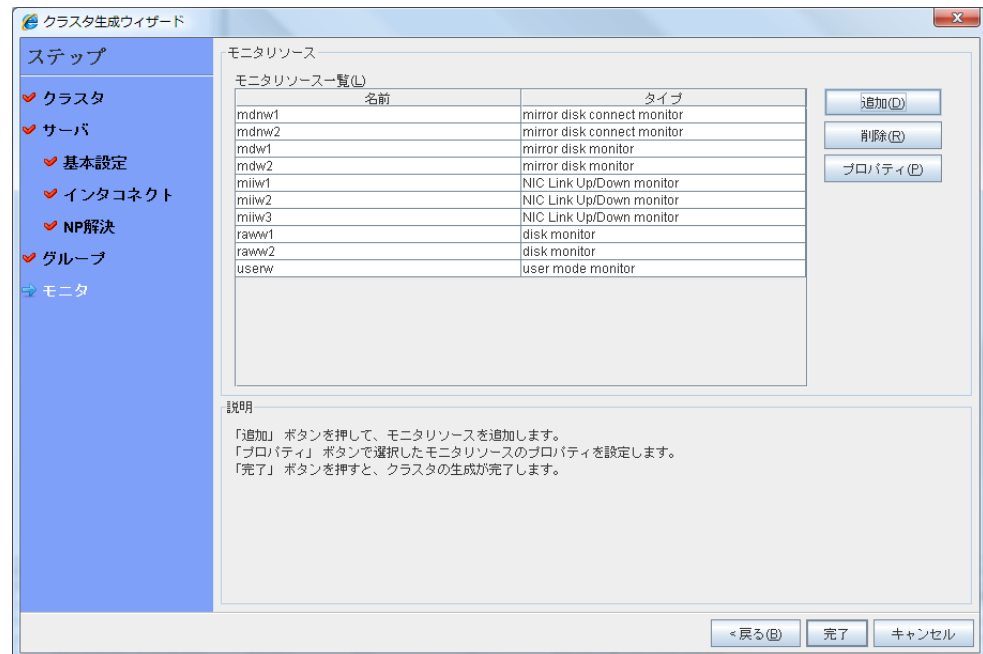 クラスタ生成ウィザード
ステップ
クラスタ
サーバ
基本設定
インタコネクト
NP解決
グループ
モニタ
モニタリソース
モニタリソース一覧(L)
名前 タイプ
mdnw1 mirror disk connect monitor
mdnw2 mirror disk connect monitor
mdw1 mirror disk monitor
mdw2 mirror disk monitor
miiw1 NIC Link Up/Down monitor
miiw2 NIC Link Up/Down monitor
miiw3 NIC Link Up/Down monitor
raww1 disk monitor
raww2 disk monitor
userw user mode monitor
追加(D)
削除(R)
プロパティ(P)
説明
「追加」 ボタンを押して、モニタリソースを追加します。
「プロパティ」 ボタンで選択したモニタリソースのプロパティを設定します。
「完了」 ボタンを押すと、クラスタの生成が完了します。
<戻る(B) 完了 キャンセル